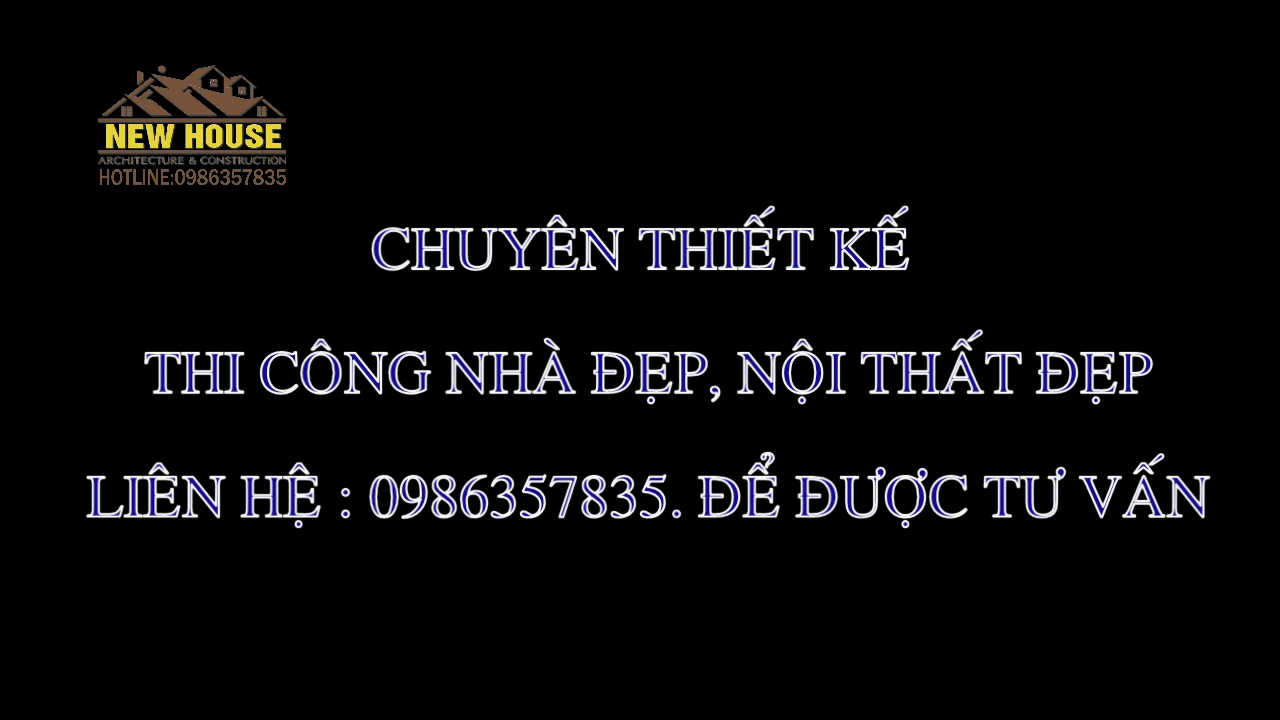 NEW HOUSE
ARCHITECTURE & CONSTRUCTION
HOTLINE:0986357835
CHUYÊN THIẾT KẾ
THI CÔNG NHÀ ĐẸP, NỘI THẤT ĐẸP
LIÊN HỆ : 0986357835. ĐỂ ĐƯỢC TƯ VẤN